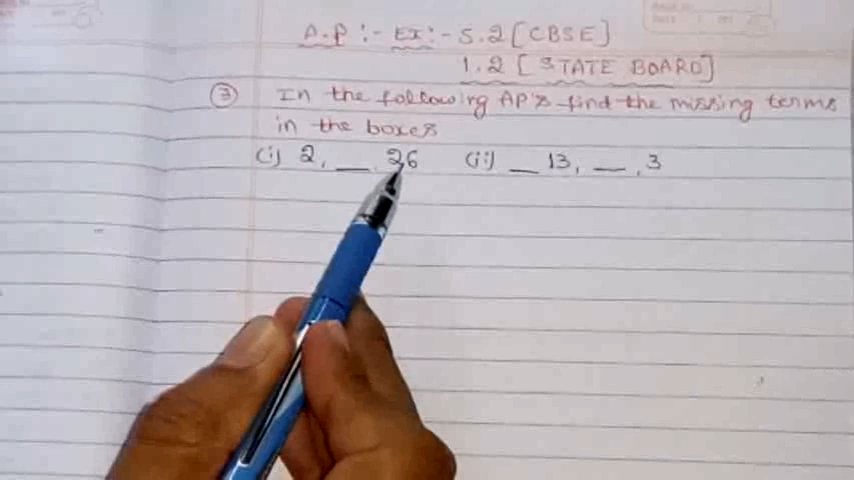 A.P :- Ex :- 5.2 [CBSE]
1.2 [STATE BOARD]
③ In the following AP's find the missing terms
in the boxes
(i) 2, __, 26 (ii) __ 13, __, 3